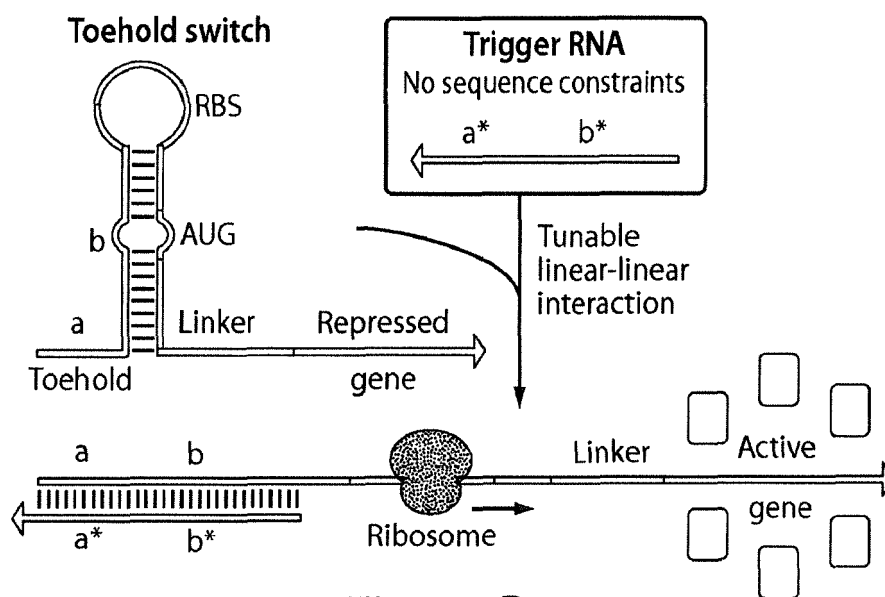 Toehold switch
RBS
b
AUG
a
Linker
Repressed
Toehold
gene
Trigger RNA
No sequence constraints
a*
b*
Tunable
linear-linear
interaction
a
b
Linker
Active
a*
b*
Ribosome
gene